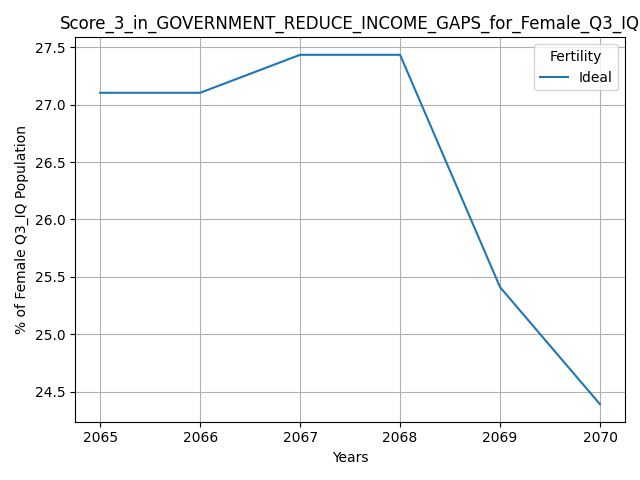 Score_3_in_GOVERNMENT_REDUCE_INCOME_GAPS_for_Female_Q3_IQ
Fertility
Ideal
% of Female Q3_IQ Population
27.5
27.0
26.5
26.0
25.5
25.0
24.5
2065 2066 2067 2068 2069 2070
Years